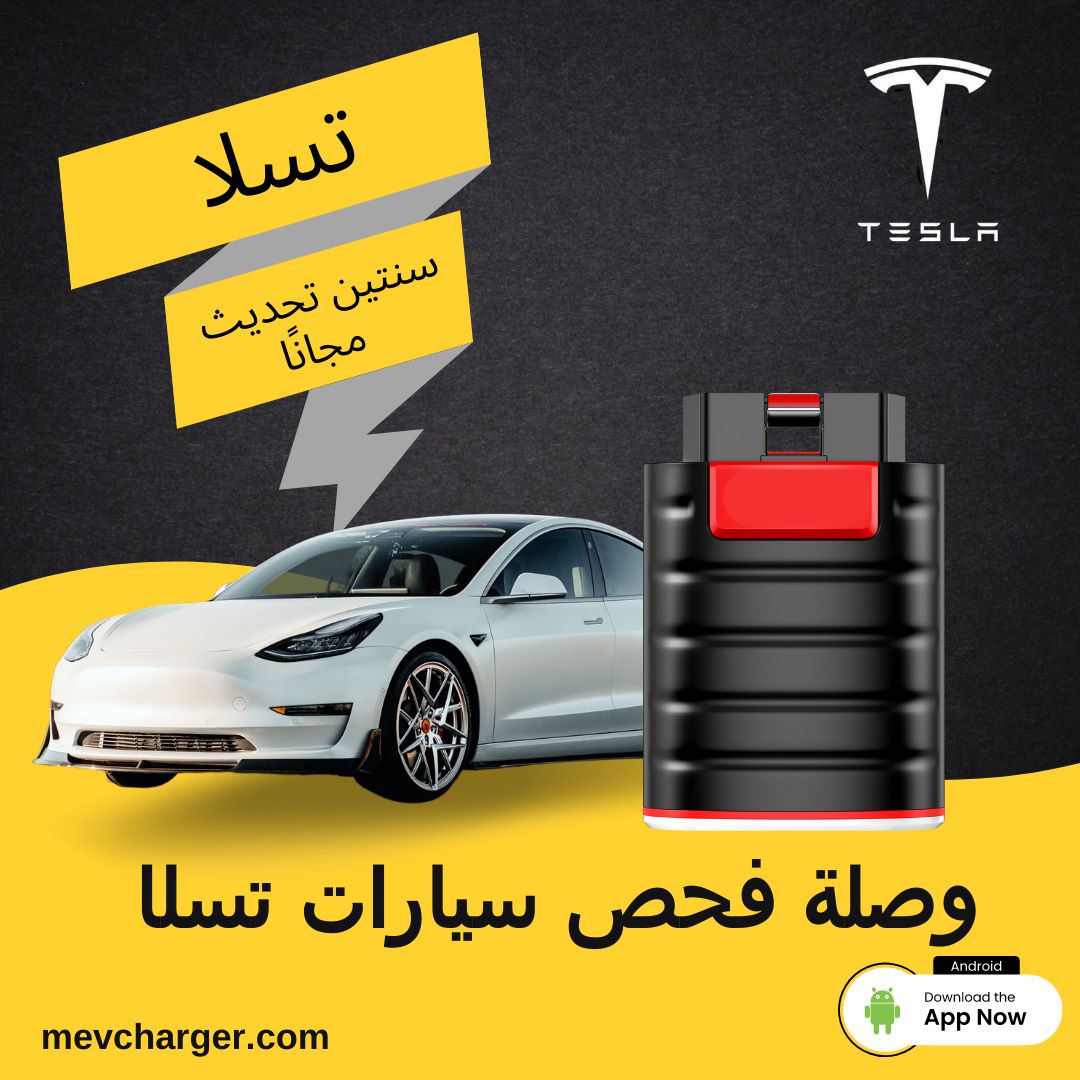 تسلا
TESLA
سنتين تحديث
مجانًا
وصلة فحص سيارات تسلا
Android
Download the
App Now
mevcharger.com